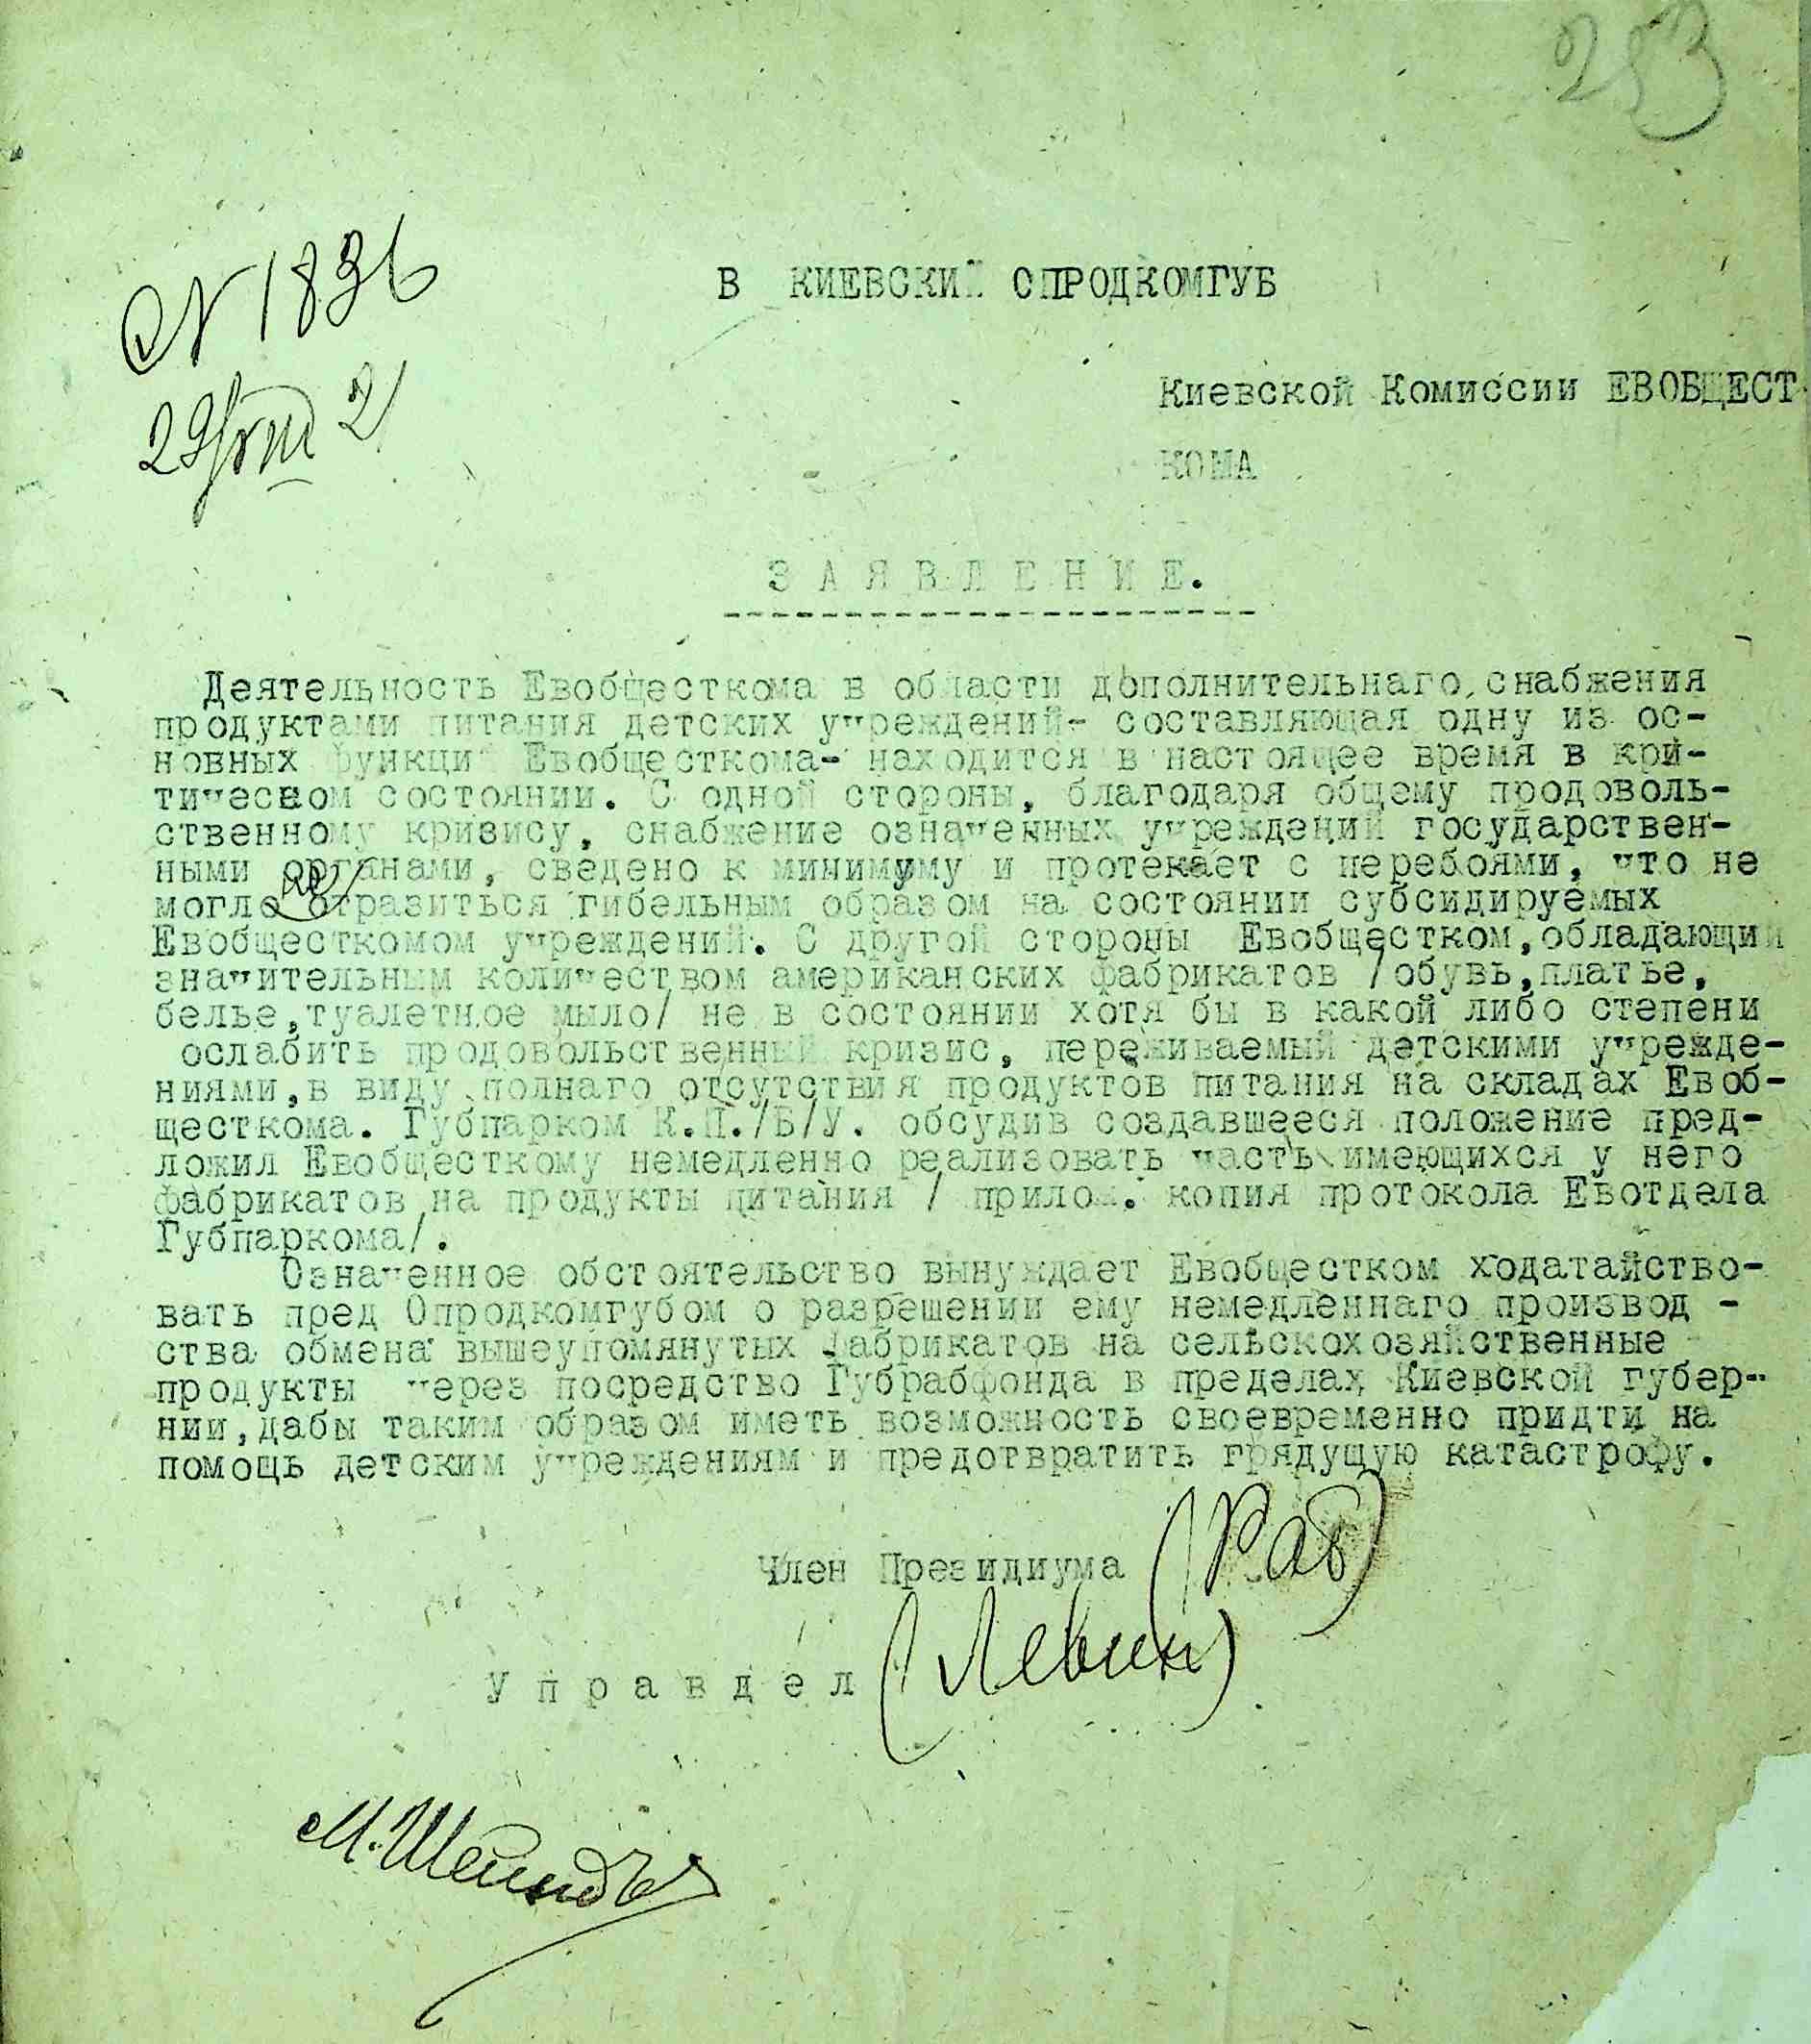 253
№ 1836
29/VIII 21
В КИЕВСКИЙ ОПРОДКОМГУБ
Киевской Комиссии ЕВОБЩЕСТ-
КОМА
ЗАЯВЛЕНИЕ.
Деятельность Евобщесткома в области дополнительнаго, снабжения
продуктами питания детских учреждений- составляющая одну из ос-
новных функций Евобщесткома- находится в настоящее время в кри-
тическом состоянии. С одной стороны, благодаря общему продоволь-
ственному кризису, снабжение означенных учреждений государствен-
ными органами, сведено к минимуму и протекает с перебоями, что не
могло отразиться гибельным образом на состоянии субсидируемых
Евобщесткомом учреждений. С другой стороны Евобщестком, обладающий
значительным количеством американских фабрикатов /обувь, платье,
белье, туалетное мыло/ не в состоянии хотя бы в какой либо степени
ослабить продовольственный кризис, переживаемый детскими учрежде-
ниями, в виду полнаго отсутствия продуктов питания на складах Евоб-
щесткома. Губпарком К.П./Б/У. обсудив создавшееся положение пред-
ложил Евобщесткому немедленно реализовать часть имеющихся у него
фабрикатов на продукты питания / прилож. копия протокола Евотдела
Губпаркома/.
Означенное обстоятельство вынуждает Евобщестком ходатайство-
вать пред Опродкомгубом о разрешении ему немедленнаго производ -
ства обмена вышеупомянутых фабрикатов на сельскохозяйственные
продукты через посредство Губрабфонда в пределах Киевской губер-
нии, дабы таким образом иметь возможность своевременно придти на
помощь детским учреждениям и предотвратить грядущую катастрофу.
Член Президиума (Раб)
Управдел (Левин)